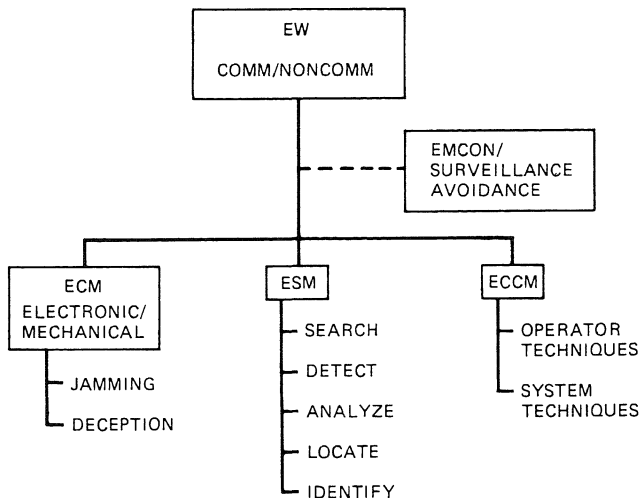 EW
COMM/NONCOMM
EMCON/
SURVEILLANCE
AVOIDANCE
ECM
ELECTRONIC/
MECHANICAL
JAMMING
DECEPTION
ESM
SEARCH
DETECT
ANALYZE
LOCATE
IDENTIFY
ECCM
OPERATOR
TECHNIQUES
SYSTEM
TECHNIQUES